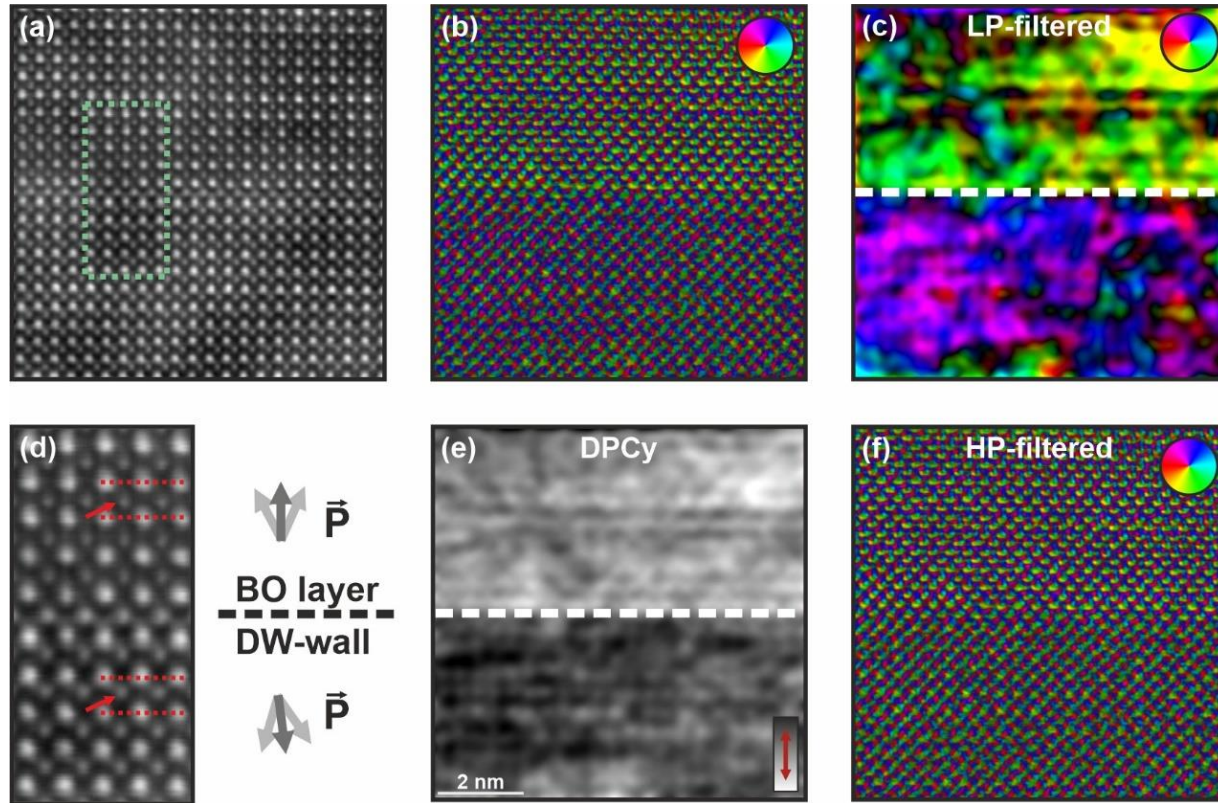 (a)
(b)
(c) LP-filtered
(d)
P
BO layer
DW-wall
P
(e) DPCy
2 nm
(f) HP-filtered